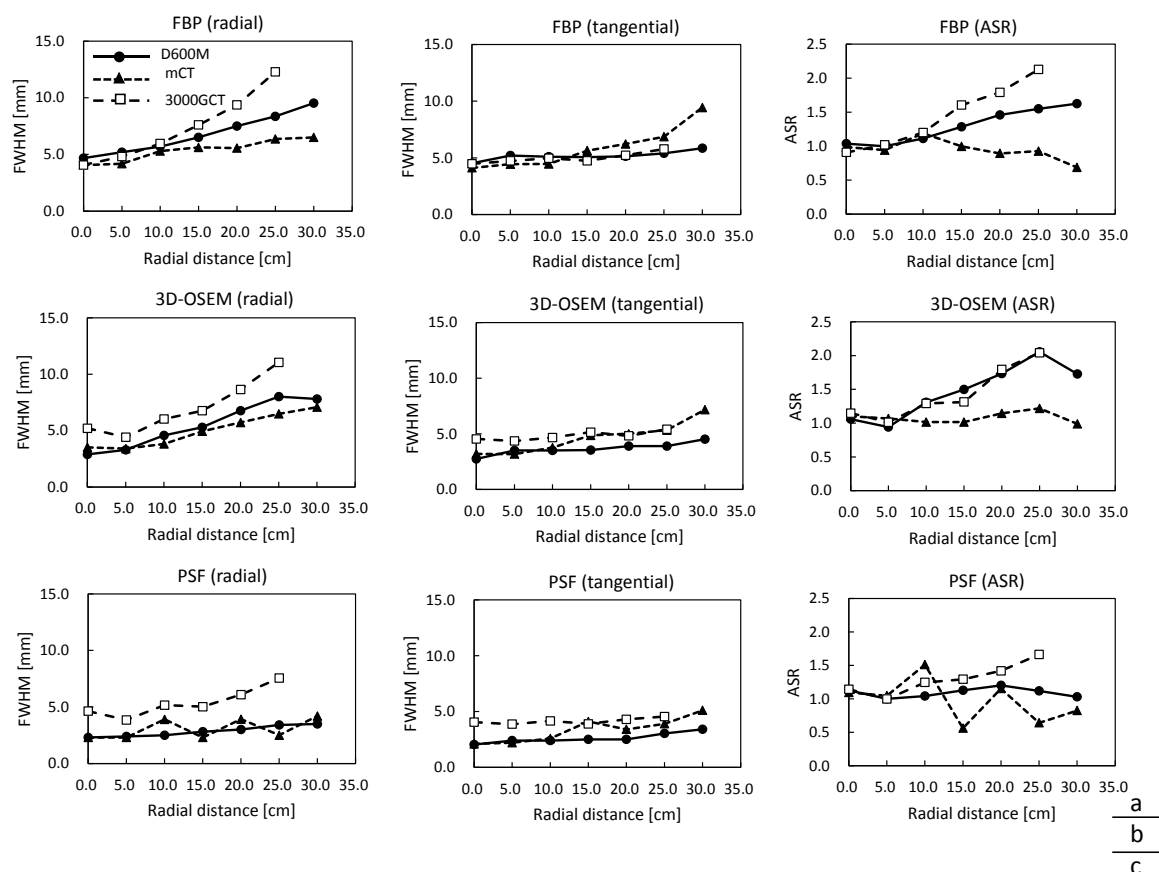 FBP (radial)
15.0
10.0
5.0
0.0
FWHM [mm]
D600M
mCT
3000GCT
0.0 5.0 10.0 15.0 20.0 25.0 30.0 35.0
Radial distance [cm]
FBP (tangential)
15.0
10.0
5.0
0.0
FWHM [mm]
0.0 5.0 10.0 15.0 20.0 25.0 30.0 35.0
Radial distance [cm]
FBP (ASR)
2.5
2.0
1.5
1.0
0.5
0.0
ASR
0.0 5.0 10.0 15.0 20.0 25.0 30.0 35.0
Radial distance [cm]
3D-OSEM (radial)
15.0
10.0
5.0
0.0
FWHM [mm]
0.0 5.0 10.0 15.0 20.0 25.0 30.0 35.0
Radial distance [cm]
3D-OSEM (tangential)
15.0
10.0
5.0
0.0
FWHM [mm]
0.0 5.0 10.0 15.0 20.0 25.0 30.0 35.0
Radial distance [cm]
3D-OSEM (ASR)
2.5
2.0
1.5
1.0
0.5
0.0
ASR
0.0 5.0 10.0 15.0 20.0 25.0 30.0 35.0
Radial distance [cm]
PSF (radial)
15.0
10.0
5.0
0.0
FWHM [mm]
0.0 5.0 10.0 15.0 20.0 25.0 30.0 35.0
Radial distance [cm]
PSF (tangential)
15.0
10.0
5.0
0.0
FWHM [mm]
0.0 5.0 10.0 15.0 20.0 25.0 30.0 35.0
Radial distance [cm]
PSF (ASR)
2.5
2.0
1.5
1.0
0.5
0.0
ASR
0.0 5.0 10.0 15.0 20.0 25.0 30.0 35.0
Radial distance [cm]
a
b
c